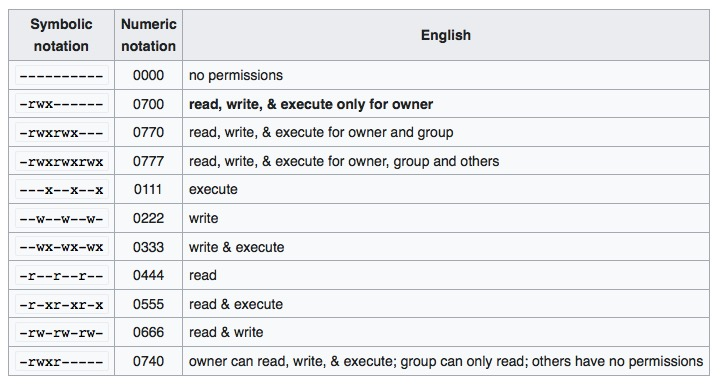 Symbolic notation Numeric notation English
---------- 0000 no permissions
-rwx------ 0700 read, write, & execute only for owner
-rwxrwx--- 0770 read, write, & execute for owner and group
-rwxrwxrwx 0777 read, write, & execute for owner, group and others
---x--x--x 0111 execute
--w--w--w- 0222 write
--wx-wx-wx 0333 write & execute
-r--r--r-- 0444 read
-r-xr-xr-x 0555 read & execute
-rw-rw-rw- 0666 read & write
-rwxr----- 0740 owner can read, write, & execute; group can only read; others have no permissions